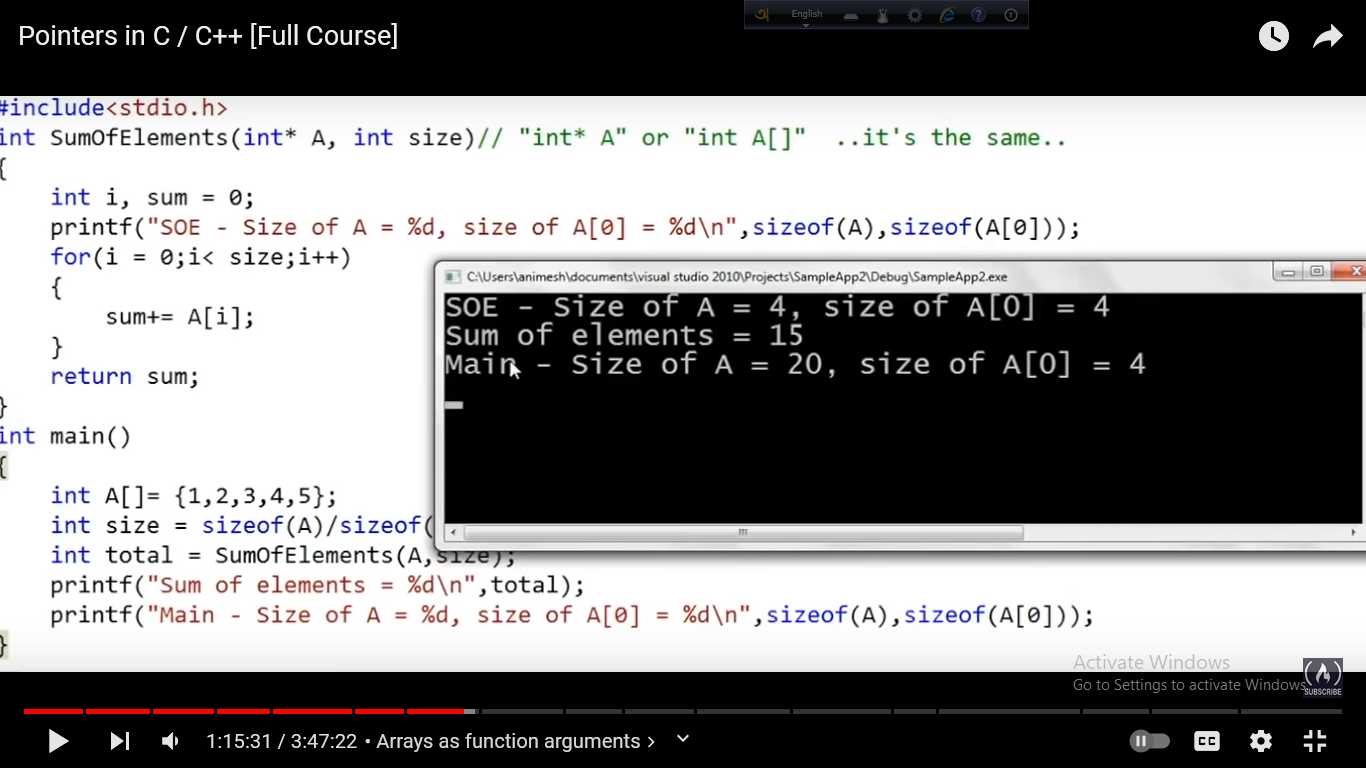 English
Pointers in C / C++ [Full Course]
#include<stdio.h>
int SumOfElements(int* A, int size)// "int* A" or "int A[]" ..it's the same..
{
int i, sum = 0;
printf("SOE - Size of A = %d, size of A[0] = %d\n",sizeof(A),sizeof(A[0]));
for(i = 0;i< size;i++)
{
sum+= A[i];
}
return sum;
}
int main()
{
int A[]= {1,2,3,4,5};
int size = sizeof(A)/sizeof(
int total = SumOfElements(A,size);
printf("Sum of elements = %d\n",total);
printf("Main - Size of A = %d, size of A[0] = %d\n",sizeof(A),sizeof(A[0]));
}
C:\Users\animesh\documents\visual studio 2010\Projects\SampleApp2\Debug\SampleApp2.exe
SOE - Size of A = 4, size of A[0] = 4
Sum of elements = 15
Main - Size of A = 20, size of A[0] = 4
Activate Windows
Go to Settings to activate Windows.
SUBSCRIBE
1:15:31 / 3:47:22 • Arrays as function arguments >
CC